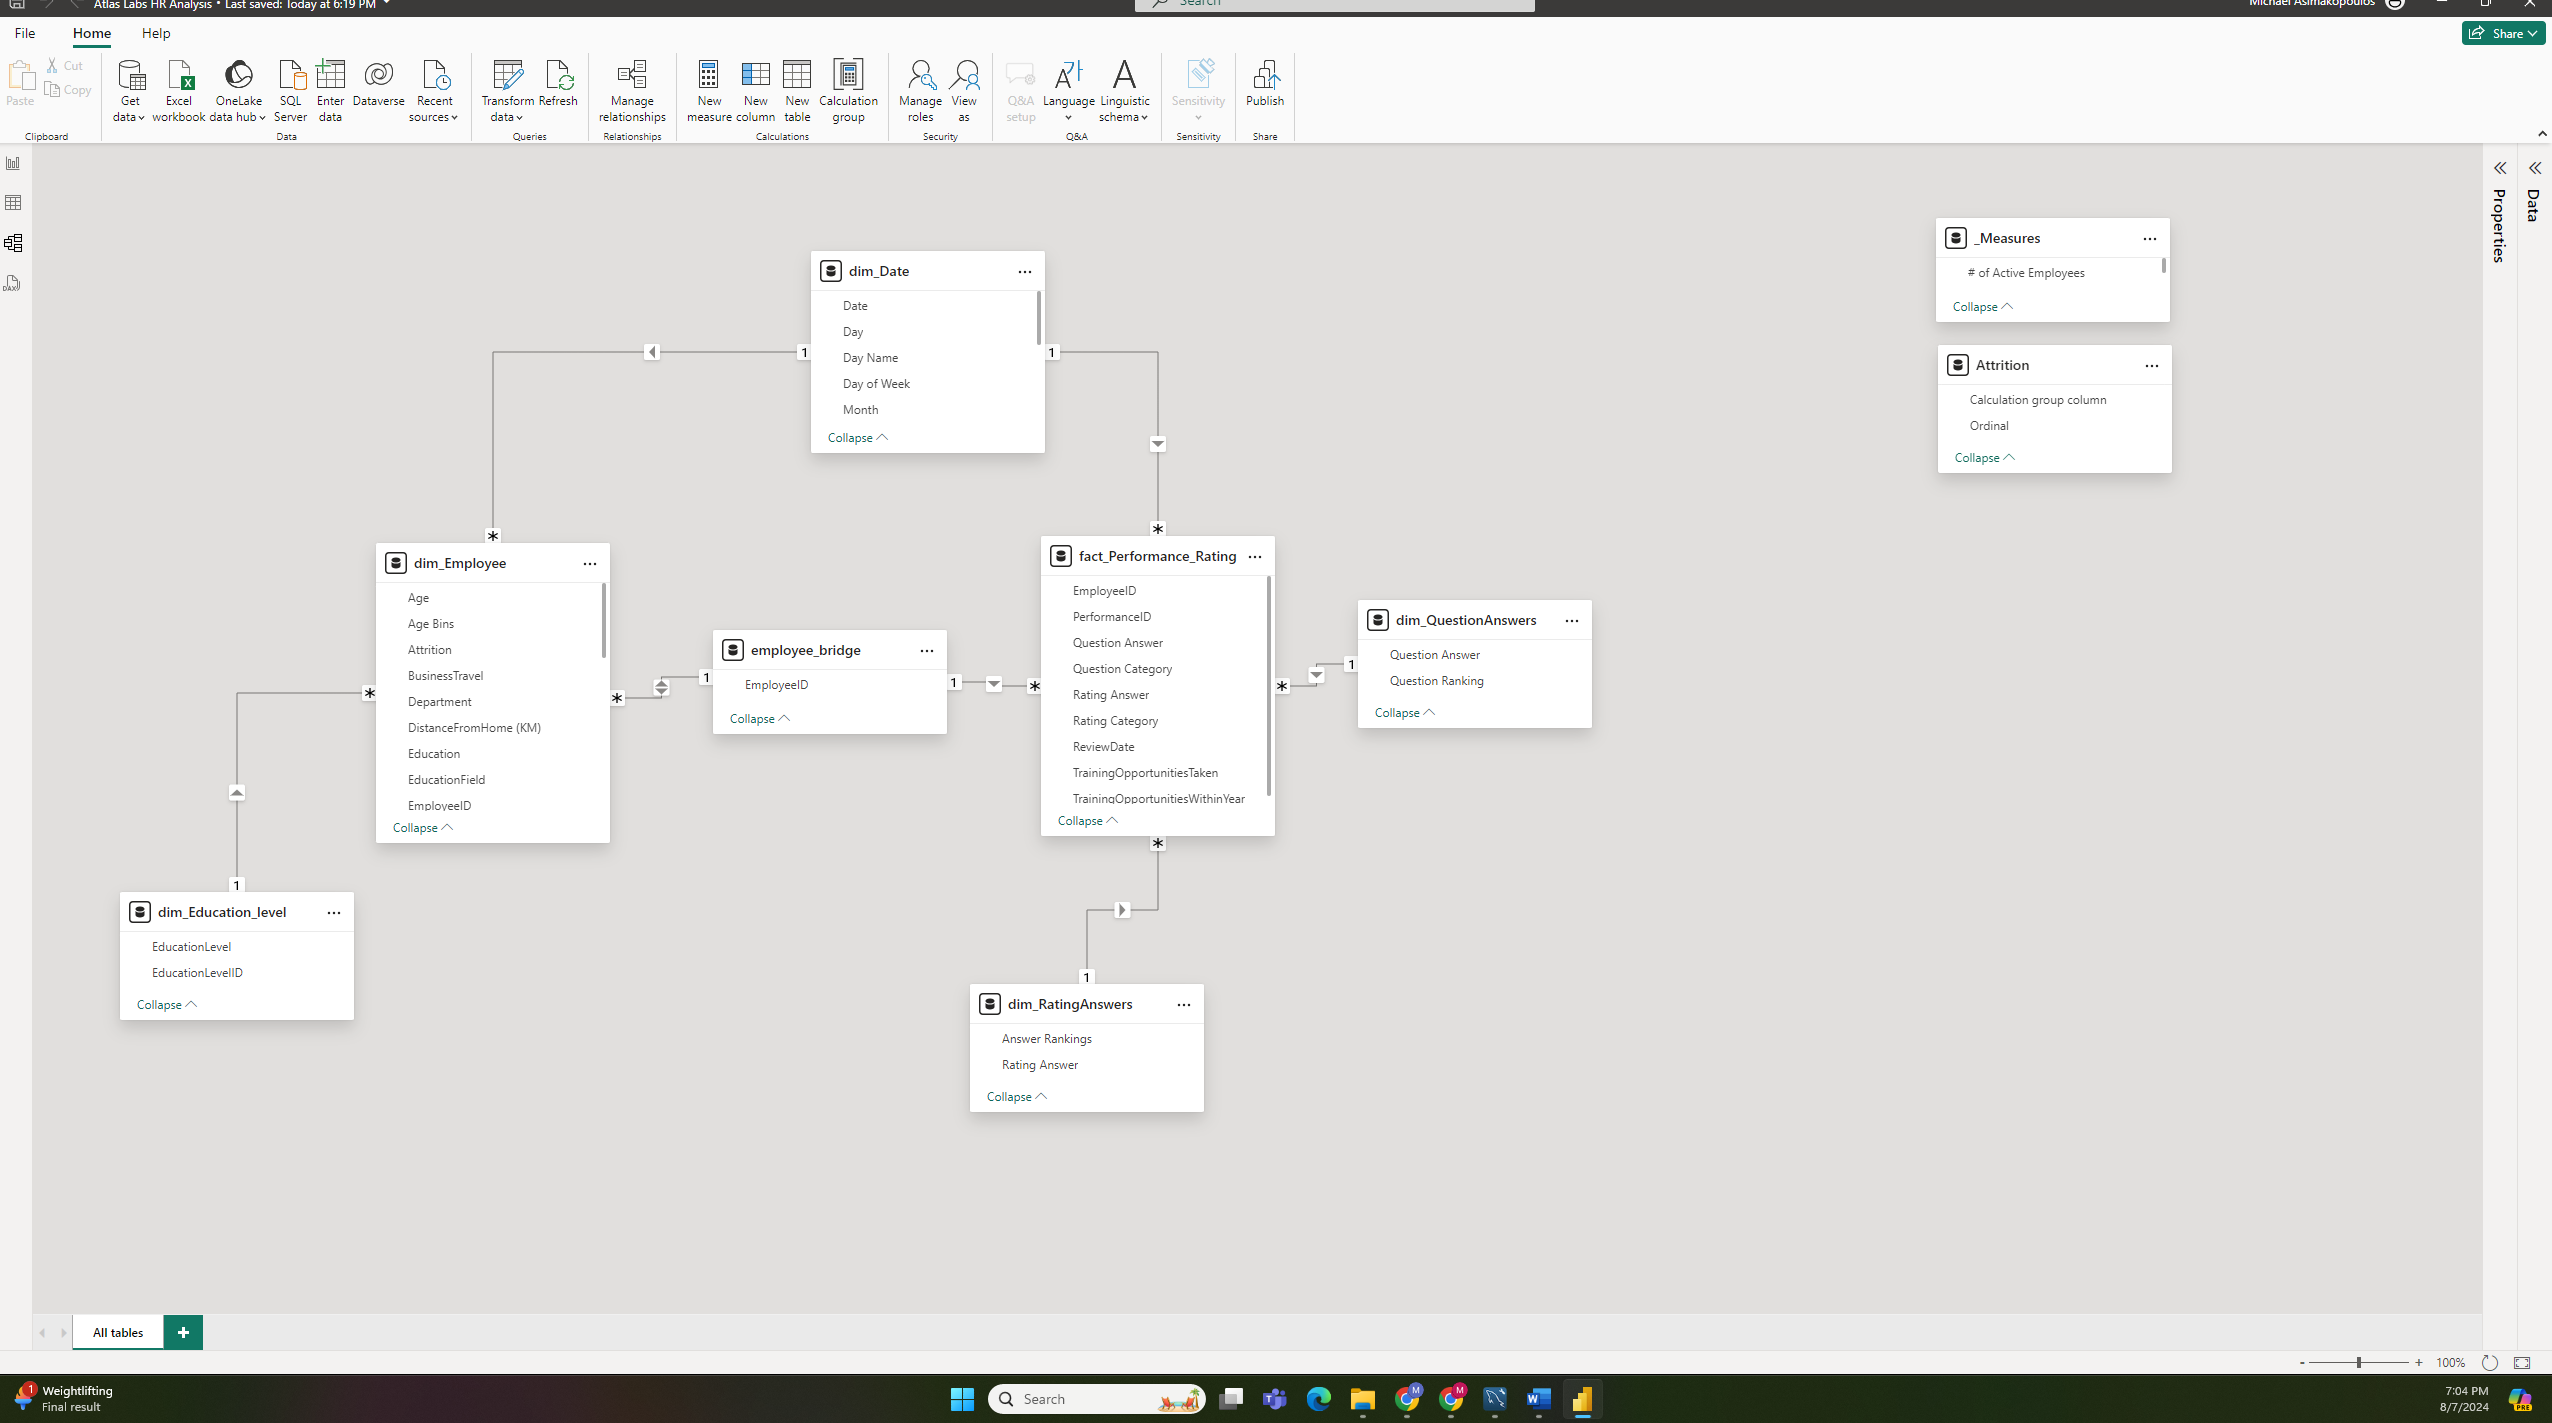 Atlas Labs HR Analysis • Last saved: Today at 6:19 PM
Search
Michael Asimakopoulos
File
Home
Help
Share
Paste
Cut
Copy
Clipboard
Get data
Excel workbook
OneLake data hub
SQL Server
Enter data
Dataverse
Recent sources
Data
Transform data
Refresh
Queries
Manage relationships
Relationships
New measure
New column
New table
Calculation group
Calculations
Manage roles
View as
Security
Q&A setup
Language
Linguistic schema
Q&A
Sensitivity
Sensitivity
Publish
Share
DAX
Properties
Data
_Measures
# of Active Employees
Collapse
Attrition
Calculation group column
Ordinal
Collapse
dim_Date
Date
Day
Day Name
Day of Week
Month
Collapse
1
1
*
*
dim_Employee
Age
Age Bins
Attrition
BusinessTravel
Department
DistanceFromHome (KM)
Education
EducationField
EmployeeID
Collapse
*
*
1
employee_bridge
EmployeeID
Collapse
1
*
fact_Performance_Rating
EmployeeID
PerformanceID
Question Answer
Question Category
Rating Answer
Rating Category
ReviewDate
TrainingOpportunitiesTaken
TrainingOpportunitiesWithinYear
Collapse
*
1
dim_QuestionAnswers
Question Answer
Question Ranking
Collapse
*
1
dim_Education_level
EducationLevel
EducationLevelID
Collapse
1
dim_RatingAnswers
Answer Rankings
Rating Answer
Collapse
All tables
+
- + 100%
1
Weightlifting
Final result
Search
M
M
W
7:04 PM
8/7/2024
PRE